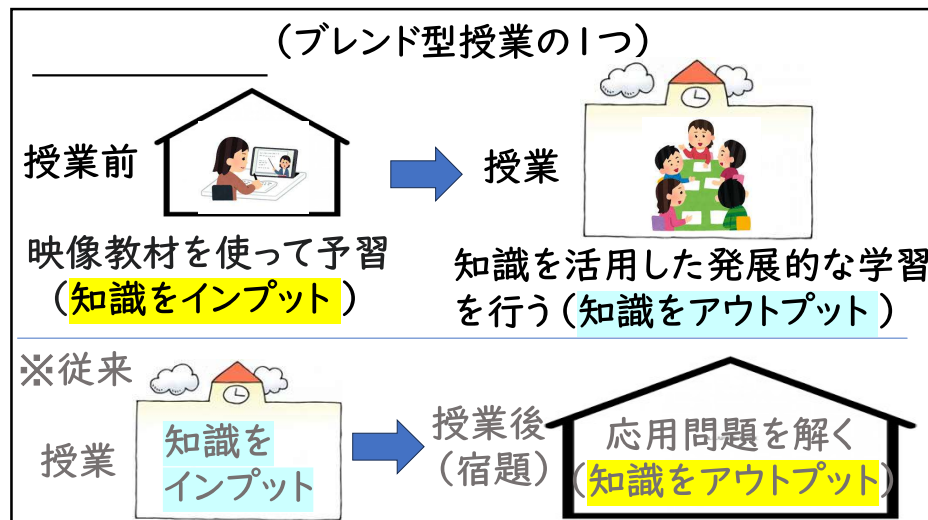 (ブレンド型授業の1つ)
授業前
授業
映像教材を使って予習
(知識をインプット)
知識を活用した発展的な学習
を行う(知識をアウトプット)
※従来
授業
知識を
インプット
授業後
(宿題)
応用問題を解く
(知識をアウトプット)